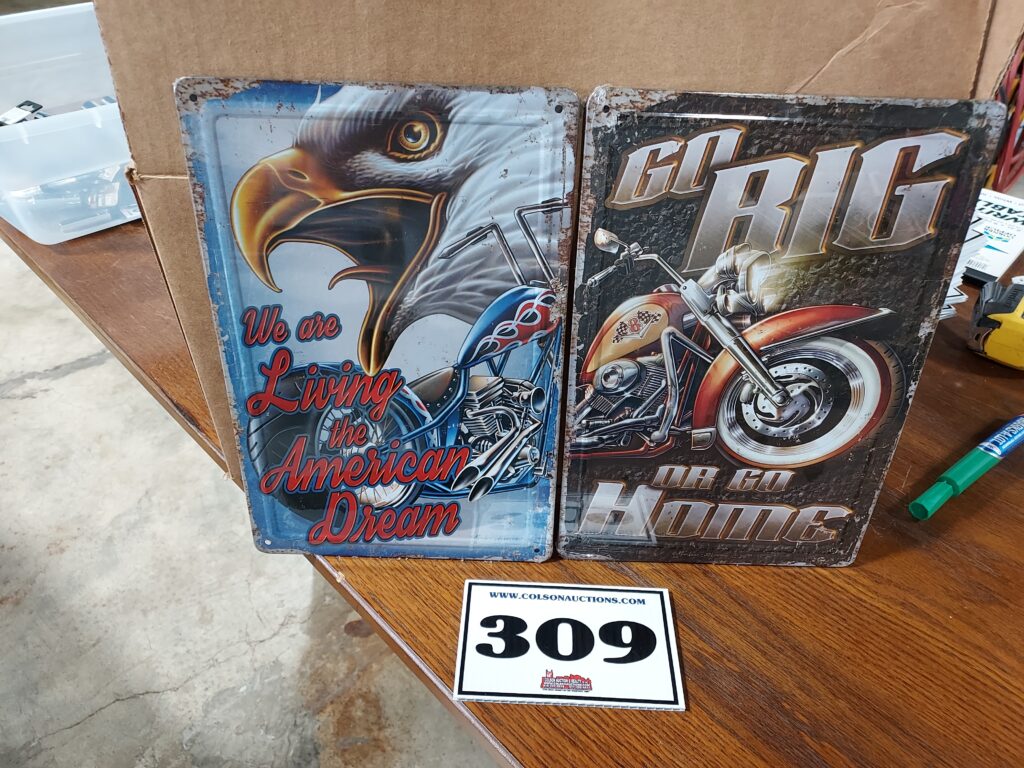 We are
Living
the
American
Dream
GO
BIG
OR GO
HOME
WWW.COLSONAUCTIONS.COM
309